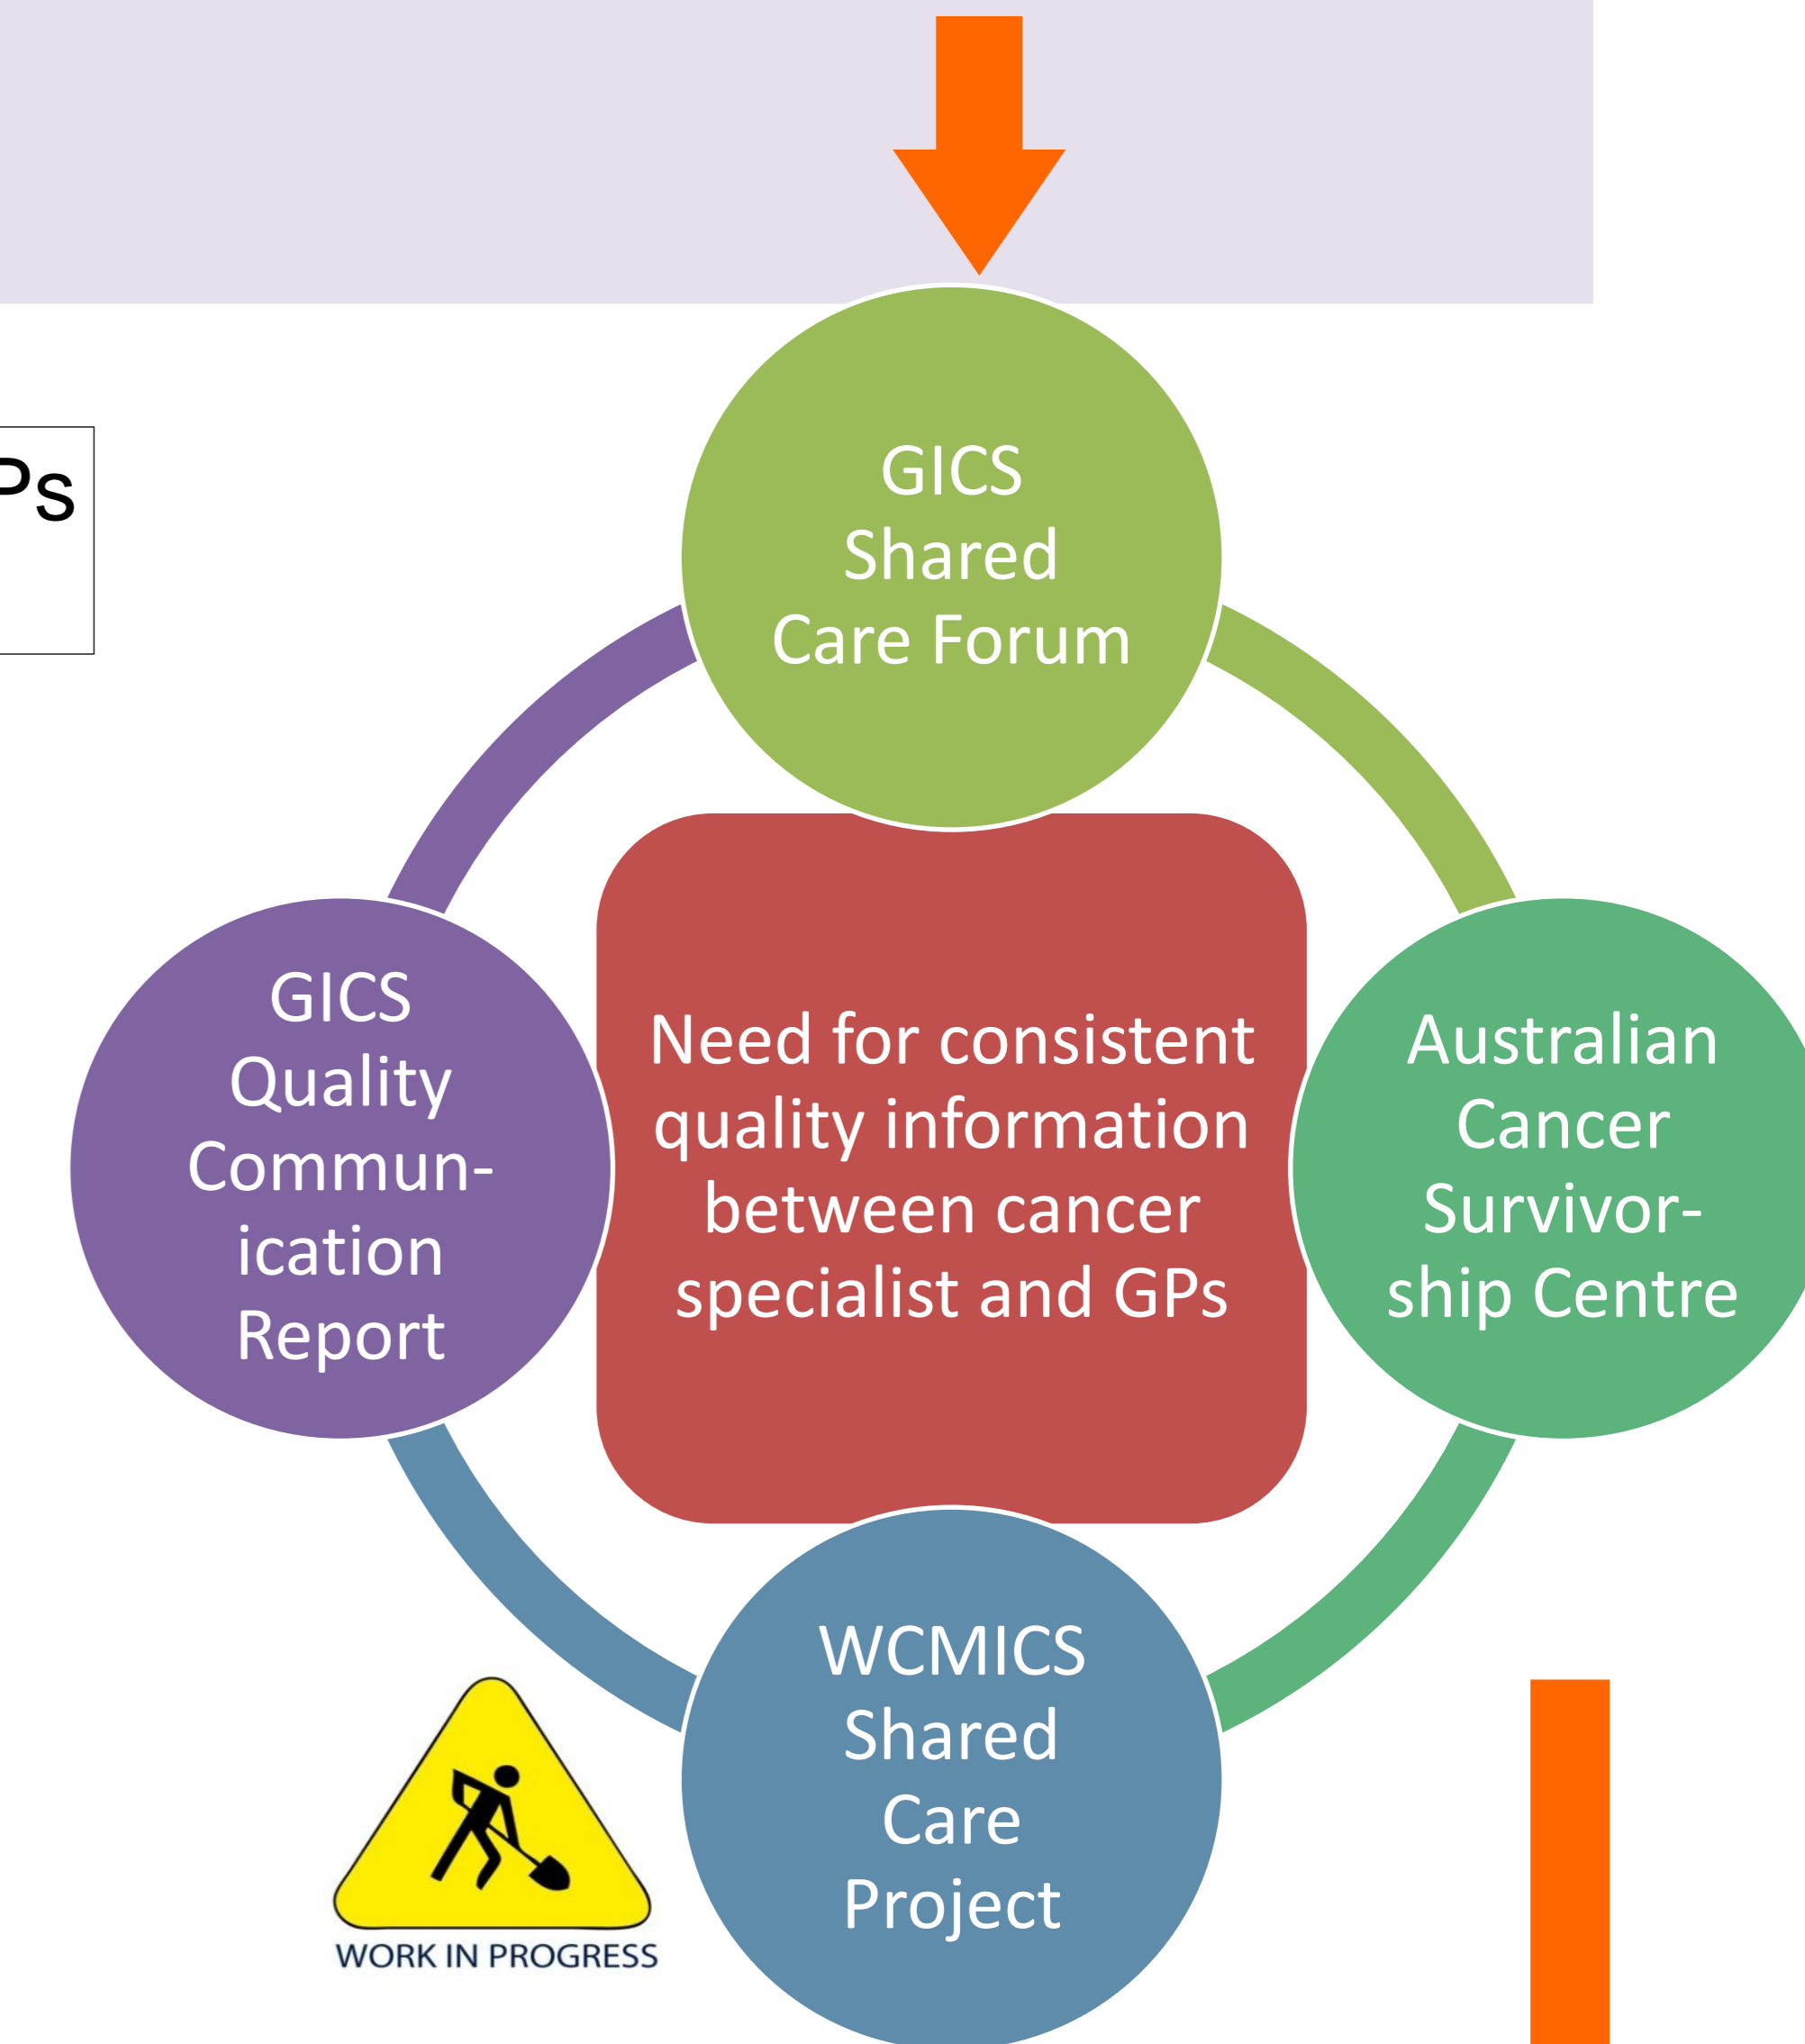 Ps
GICS
Shared
Care Forum
GICS
Quality
Commun-
ication
Report
Need for consistent
quality information
between cancer
specialist and GPs
Australian
Cancer
Survivor-
ship Centre
WCMICS
Shared
Care
Project
WORK IN PROGRESS